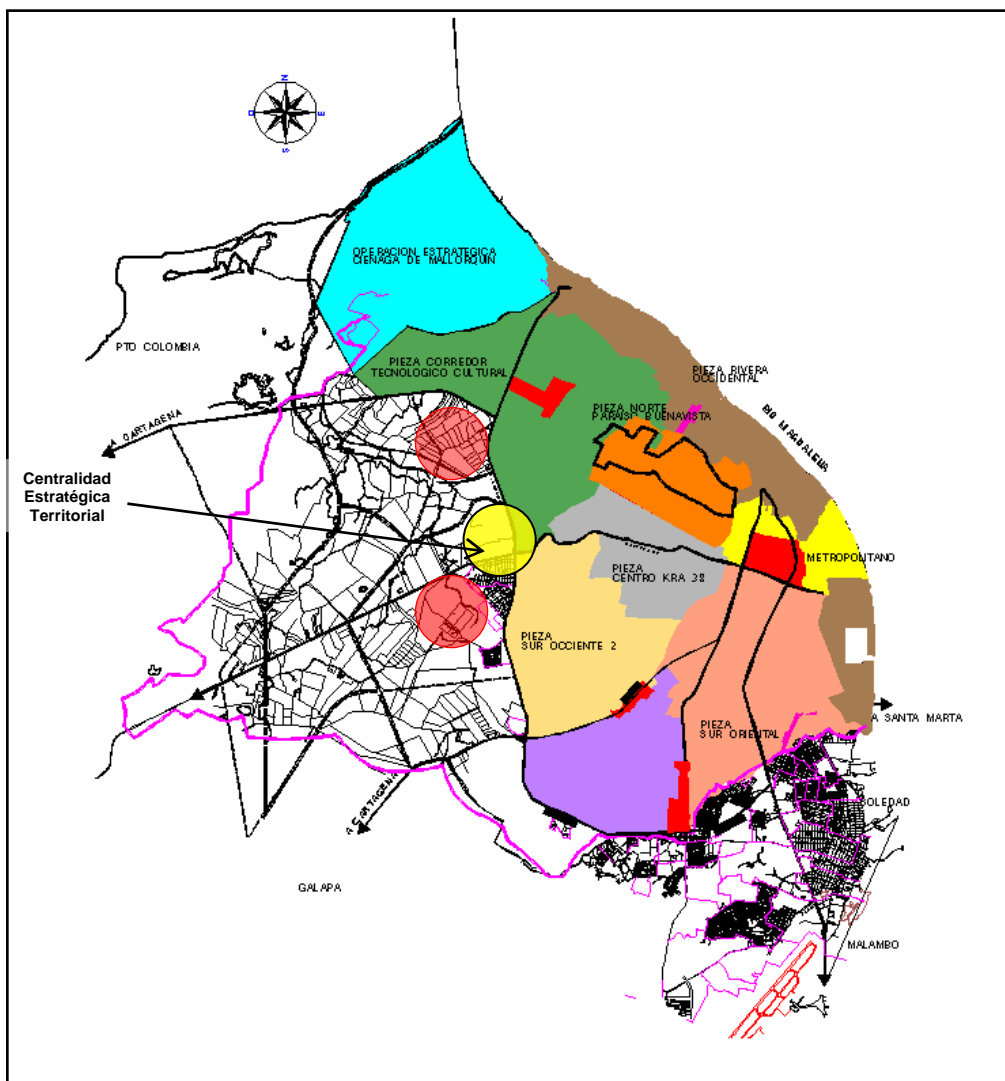 N
O
E
S
OPERACION ESTRATEGICA
CIENAGA DE MALLORQUIN
PTO COLOMBIA
PIEZA CORREDOR
TECNOLOGICO CULTURAL
PIEZA RIVERA
OCCIDENTAL
PIEZA NORTE
PARAISO BUENAVISTA
RIO MAGDALENA
A CARTAGENA
Centralidad
Estratégica
Territorial
METROPOLITANO
PIEZA
CENTRO KRA 38
PIEZA
SUR OCCIENTE 2
PIEZA
SUR ORIENTAL
A SANTA MARTA
A CARTAGENA
SOLEDAD
GALAPA
MALAMBO